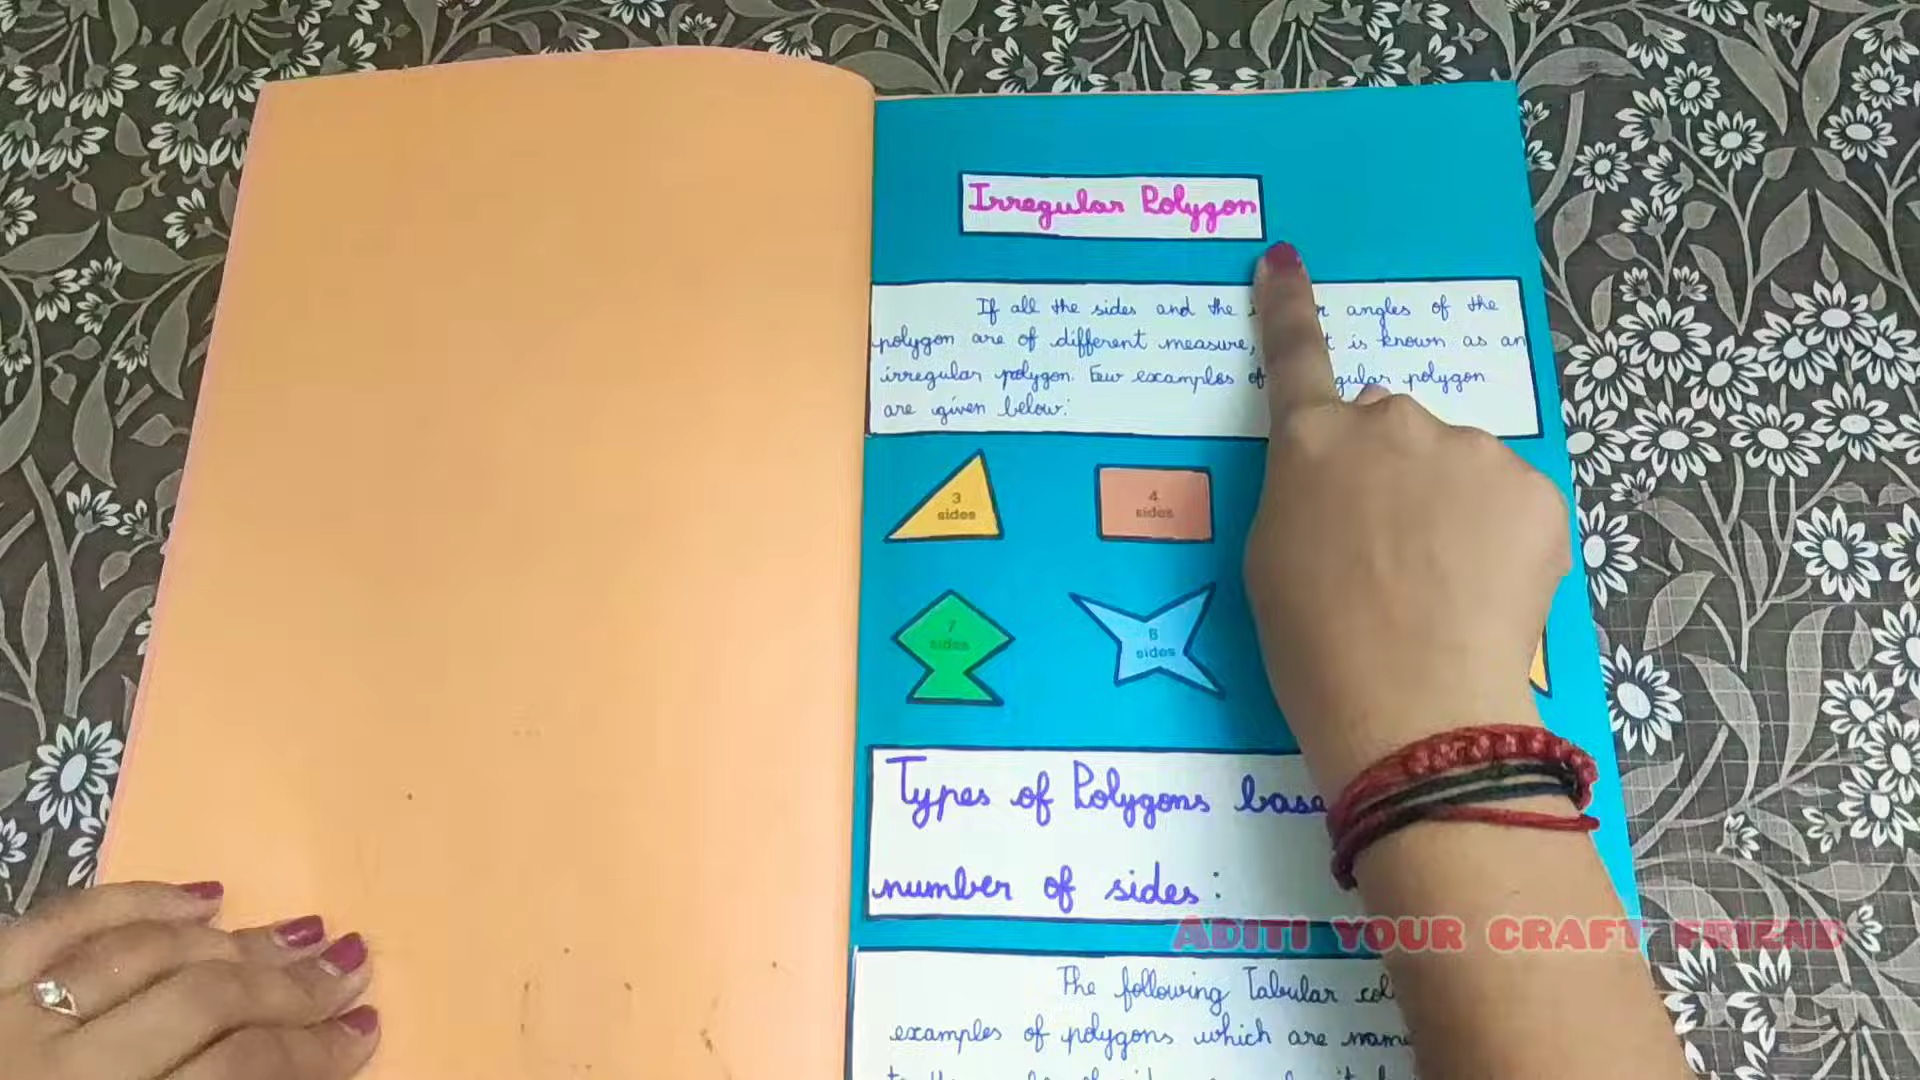 Irregular Polygon
If all the sides and the angles of the
polygon are of different measure, is known as an
irregular polygon. Few examples of polygon
are given below:
3
sides
4
sides
7
sides
sides
Types of Polygons
number of sides:
ADITI YOUR CRAFT FRIEND
The following Tabular
examples of polygons which are